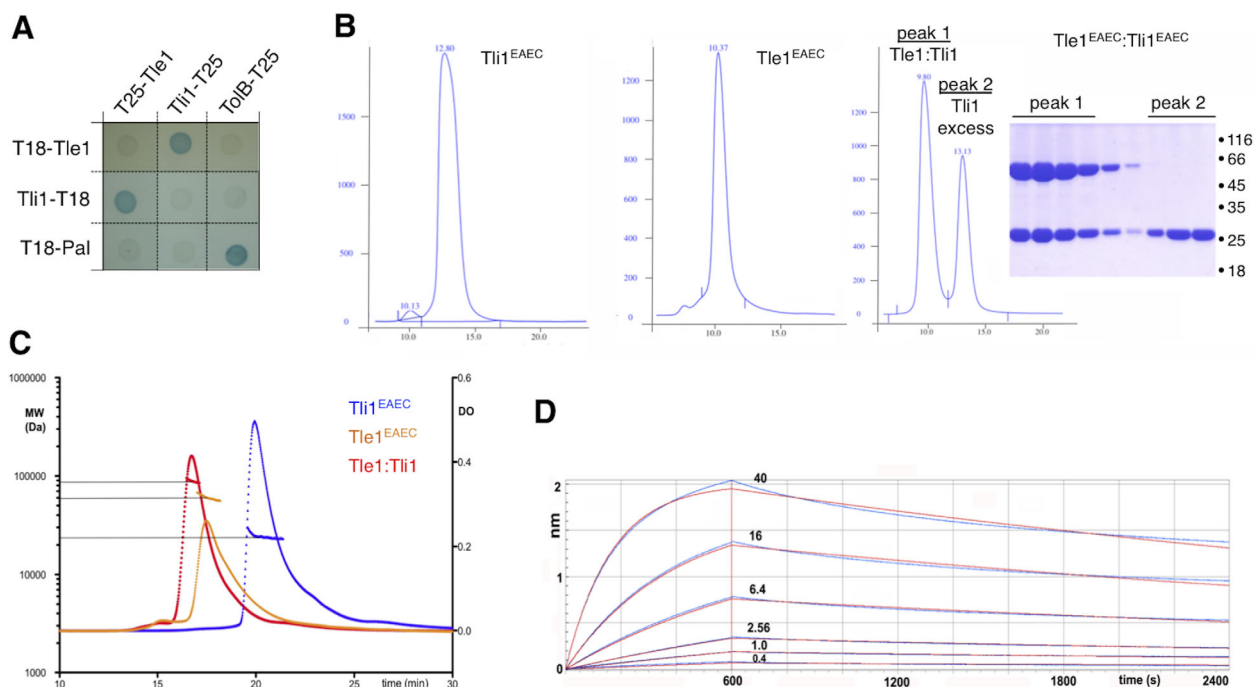 A
T25-Tle1
Tli1-T25
TolB-T25
T18-Tle1
Tli1-T18
T18-Pal
B
12.80
Tli1EAEC
1500
1000
500
0
10.13
10.0
15.0
20.0
10.37
Tle1EAEC
1200
1000
800
600
400
200
0
10.0
15.0
peak 1
Tle1:Tli1
9.80
peak 2
Tli1
excess
13.13
1200
1000
800
600
400
200
0
10.0
15.0
20.0
Tle1EAEC:Tli1EAEC
peak 1
peak 2
116
66
45
35
25
18
C
1000000
MW
(Da)
100000
10000
1000
10
15
20
25
time (min)
30
0.6
DO
0.4
0.2
0.0
Tli1EAEC
Tle1EAEC
Tle1:Tli1
D
2
nm
1
0
40
16
6.4
2.56
1.0
0.4
600
1200
1800
time (s)
2400